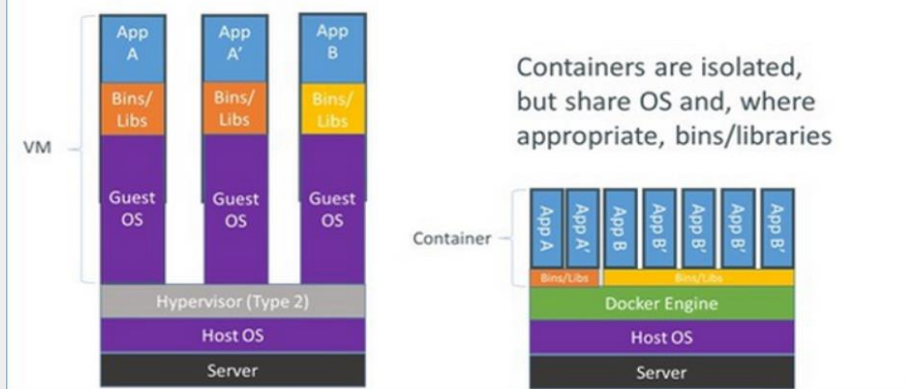 App
A
App
A'
App
B
Bins/
Libs
Bins/
Libs
Bins/
Libs
VM
Guest
OS
Guest
OS
Guest
OS
Hypervisor (Type 2)
Host OS
Server
Containers are isolated,
but share OS and, where
appropriate, bins/libraries
Container
App A
App A'
App B
App B'
App B'
App B'
App B'
Bins/Libs
Bins/Libs
Docker Engine
Host OS
Server